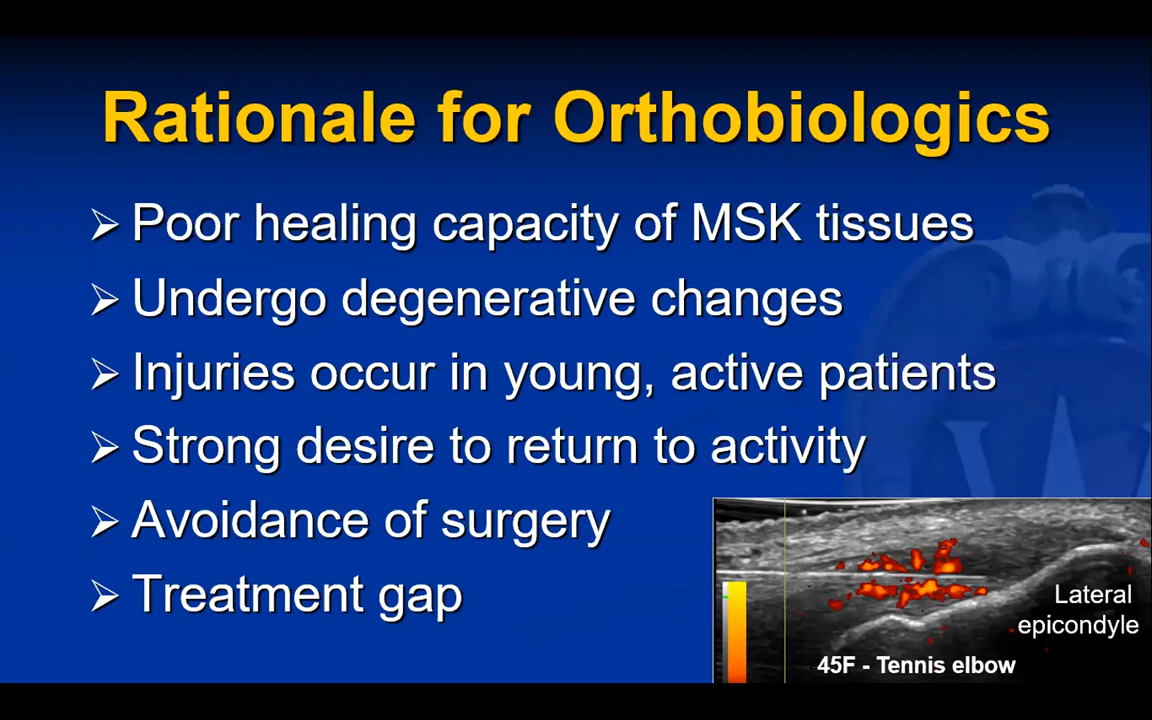 Rationale for Orthobiologics
Poor healing capacity of MSK tissues
Undergo degenerative changes
Injuries occur in young, active patients
Strong desire to return to activity
Avoidance of surgery
Treatment gap
Lateral
epicondyle
45F - Tennis elbow